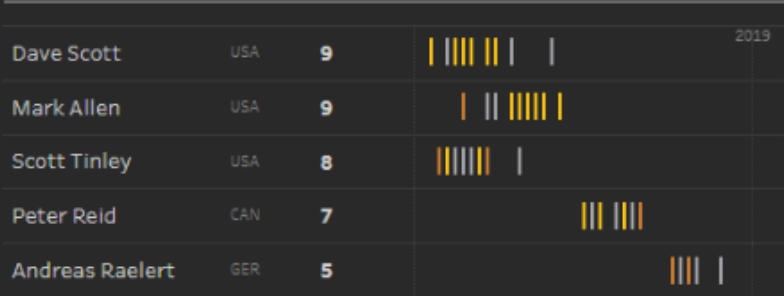 2019
Dave Scott USA 9
Mark Allen USA 9
Scott Tinley USA 8
Peter Reid CAN 7
Andreas Raelert GER 5